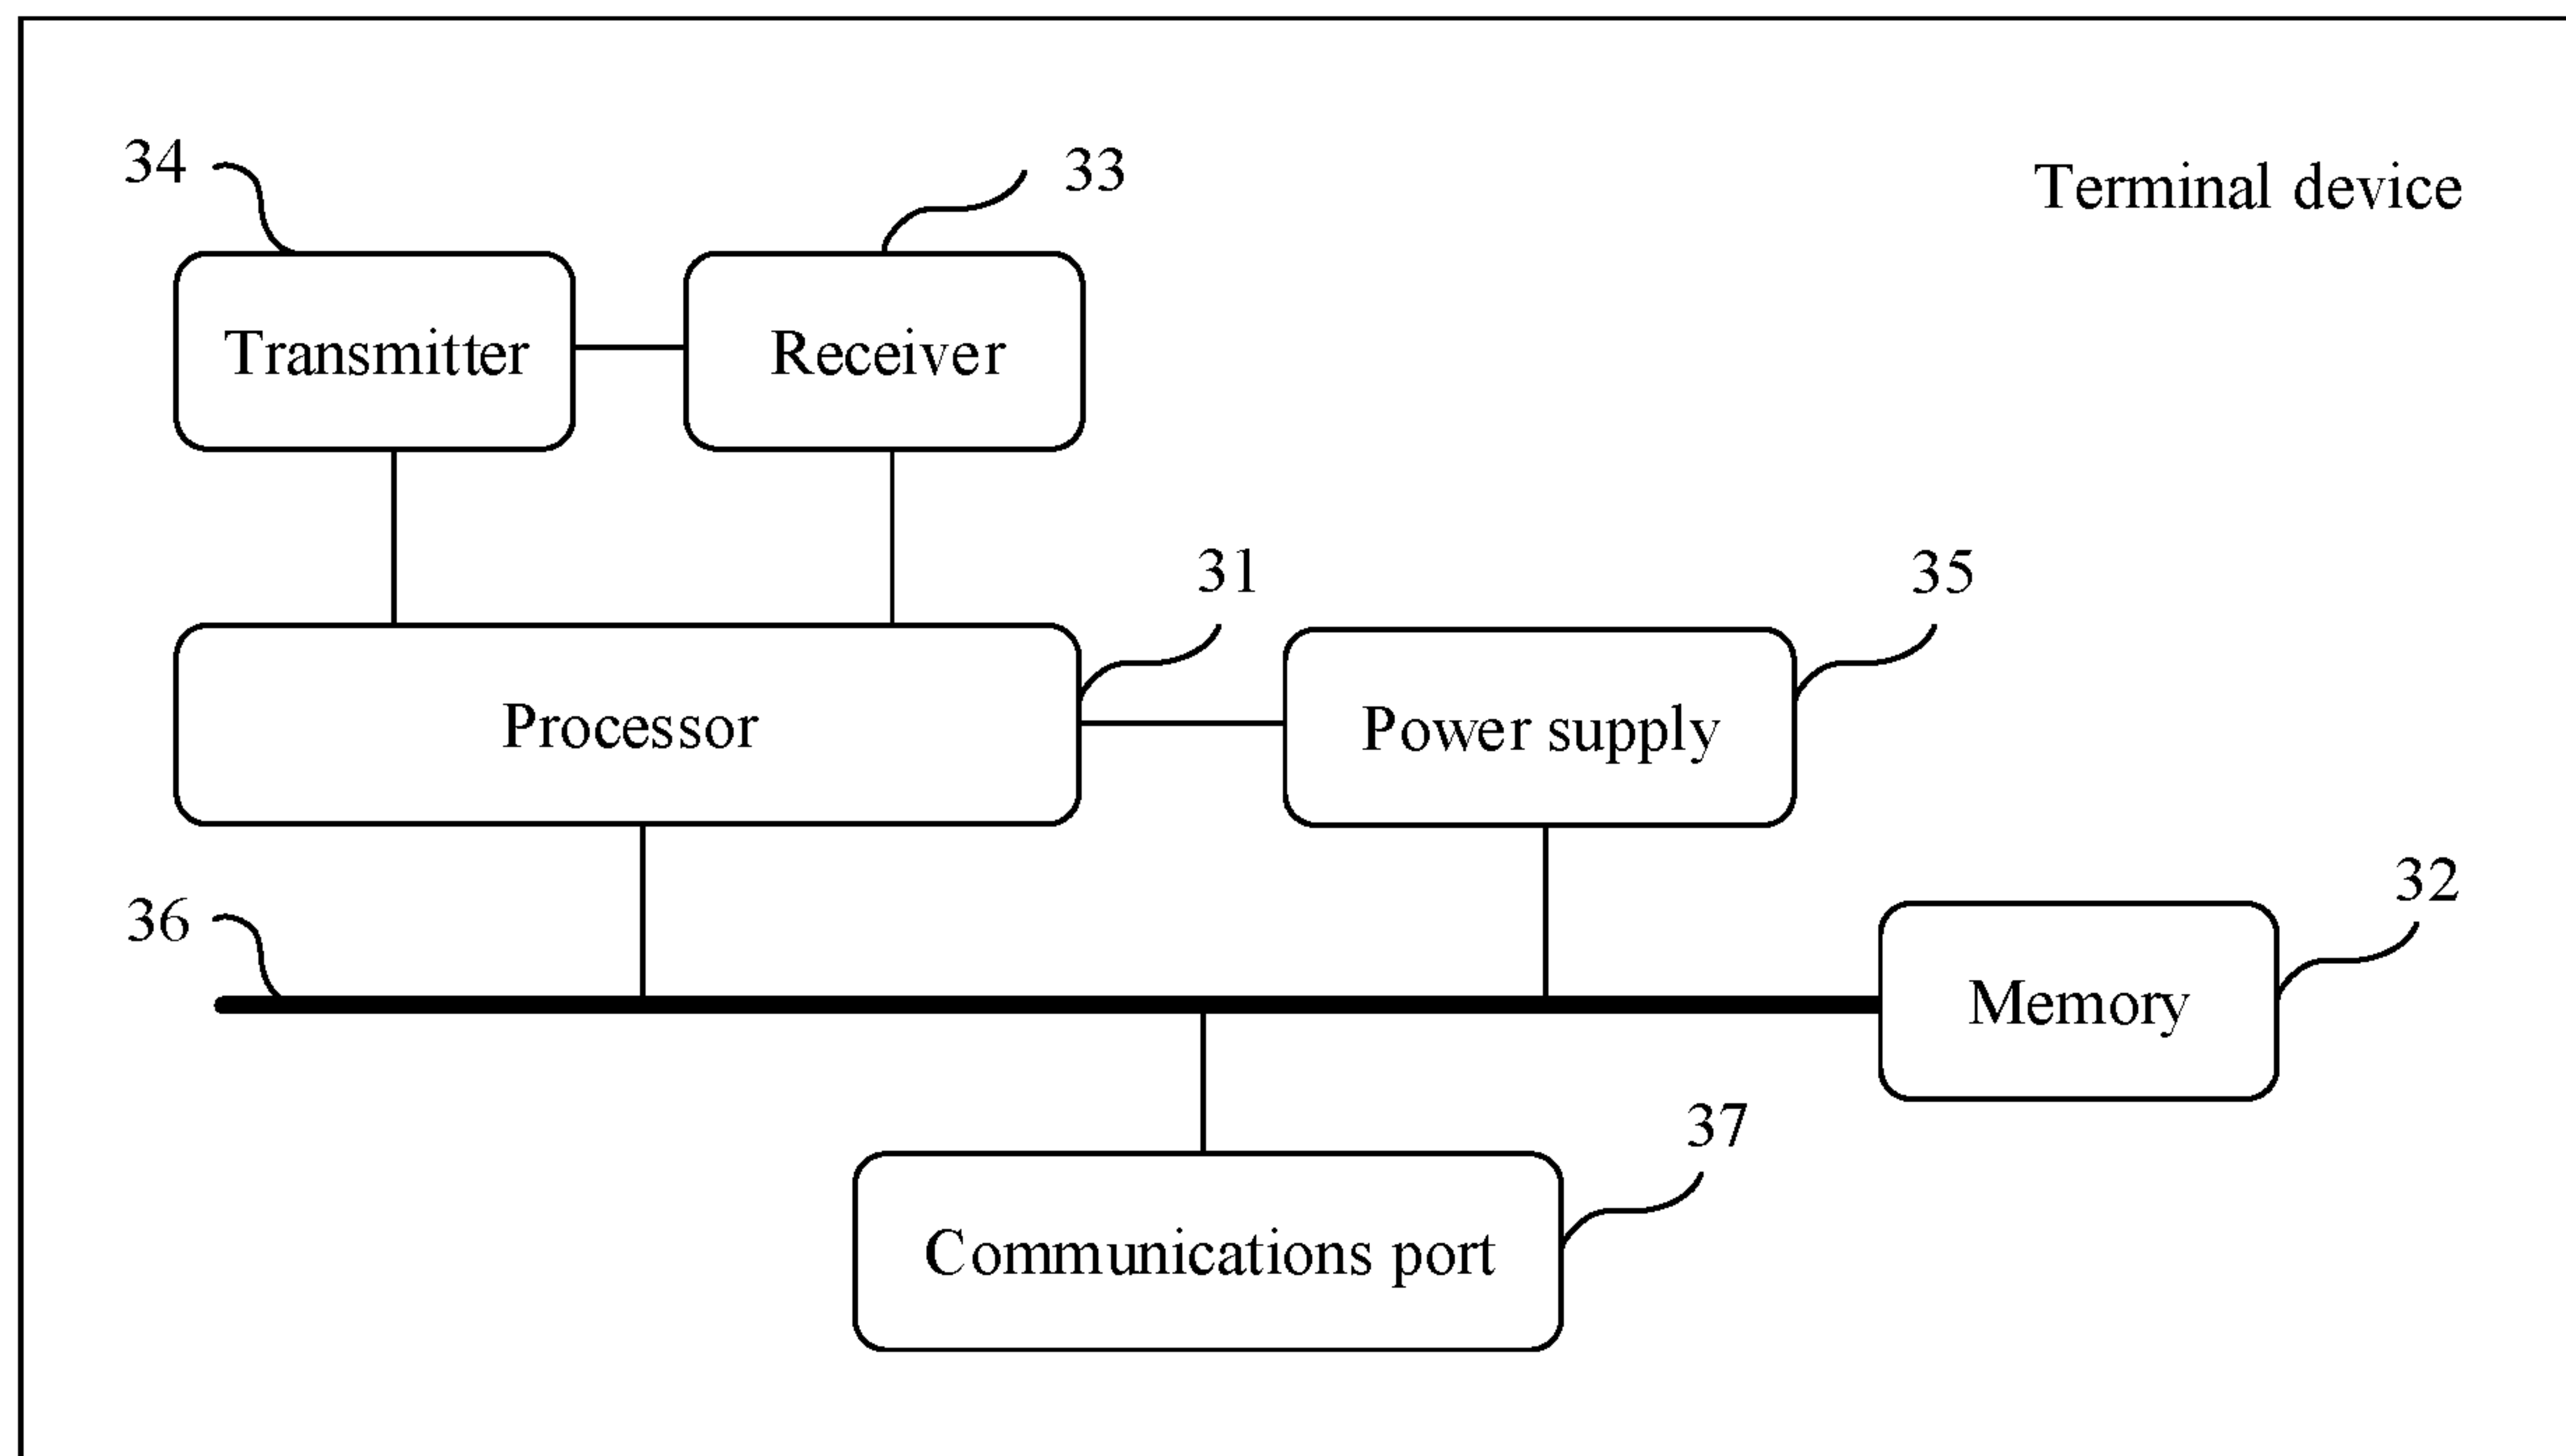 34
33
Terminal device
Transmitter
Receiver
31
35
Processor
Power supply
36
32
Memory
37
Communications port